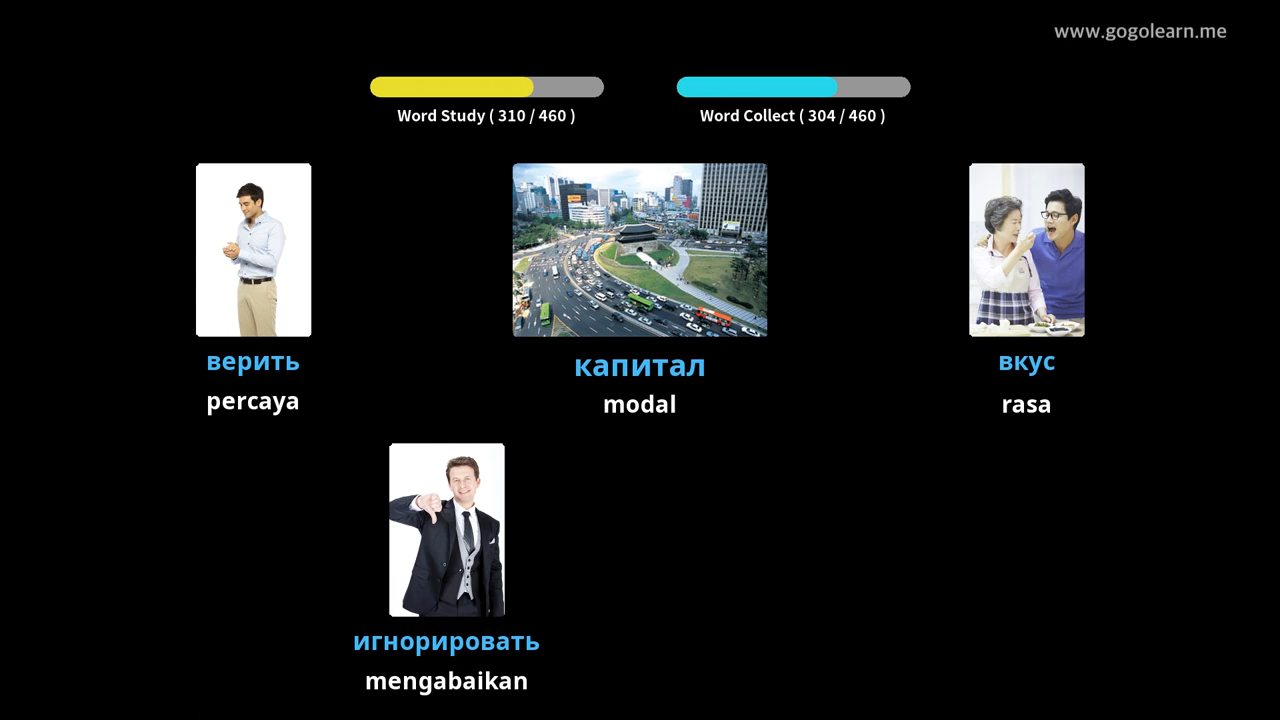 www.gogolearn.me
Word Study ( 310 / 460 )
Word Collect ( 304 / 460 )
верить
percaya
капитал
modal
вкус
rasa
игнорировать
mengabaikan